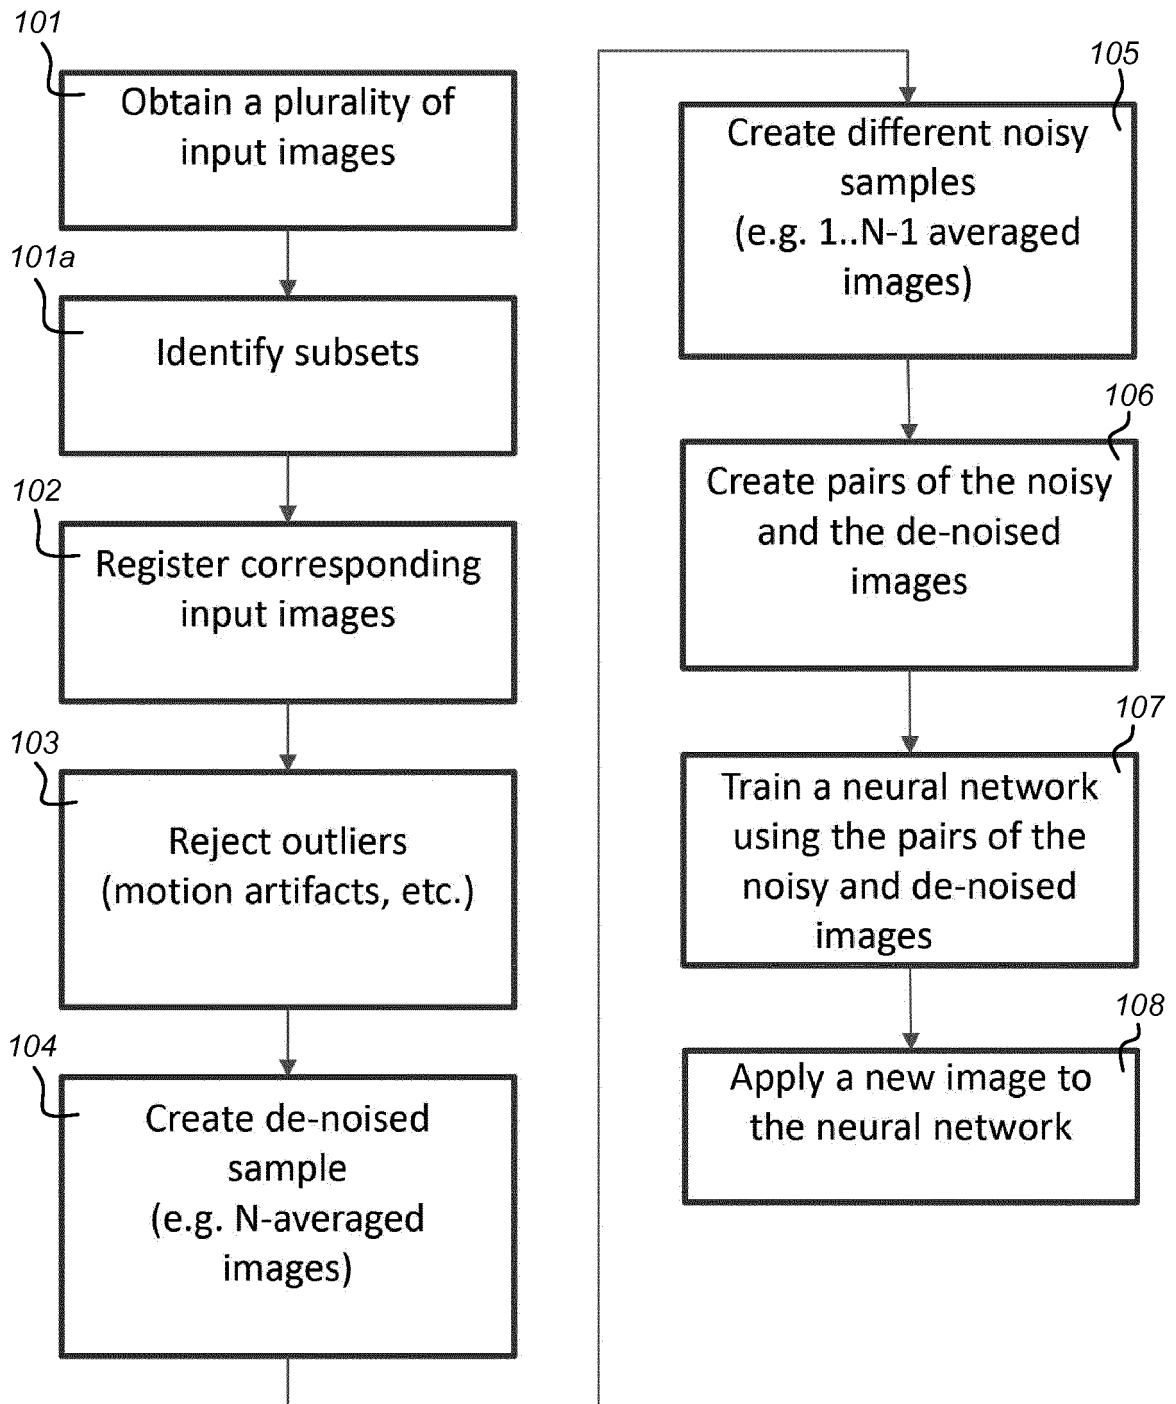 101
Obtain a plurality of
input images
101a
Identify subsets
102
Register corresponding
input images
103
Reject outliers
(motion artifacts, etc.)
104
Create de-noised
sample
(e.g. N-averaged
images)
105
Create different noisy
samples
(e.g. 1..N-1 averaged
images)
106
Create pairs of the noisy
and the de-noised
images
107
Train a neural network
using the pairs of the
noisy and de-noised
images
108
Apply a new image to
the neural network